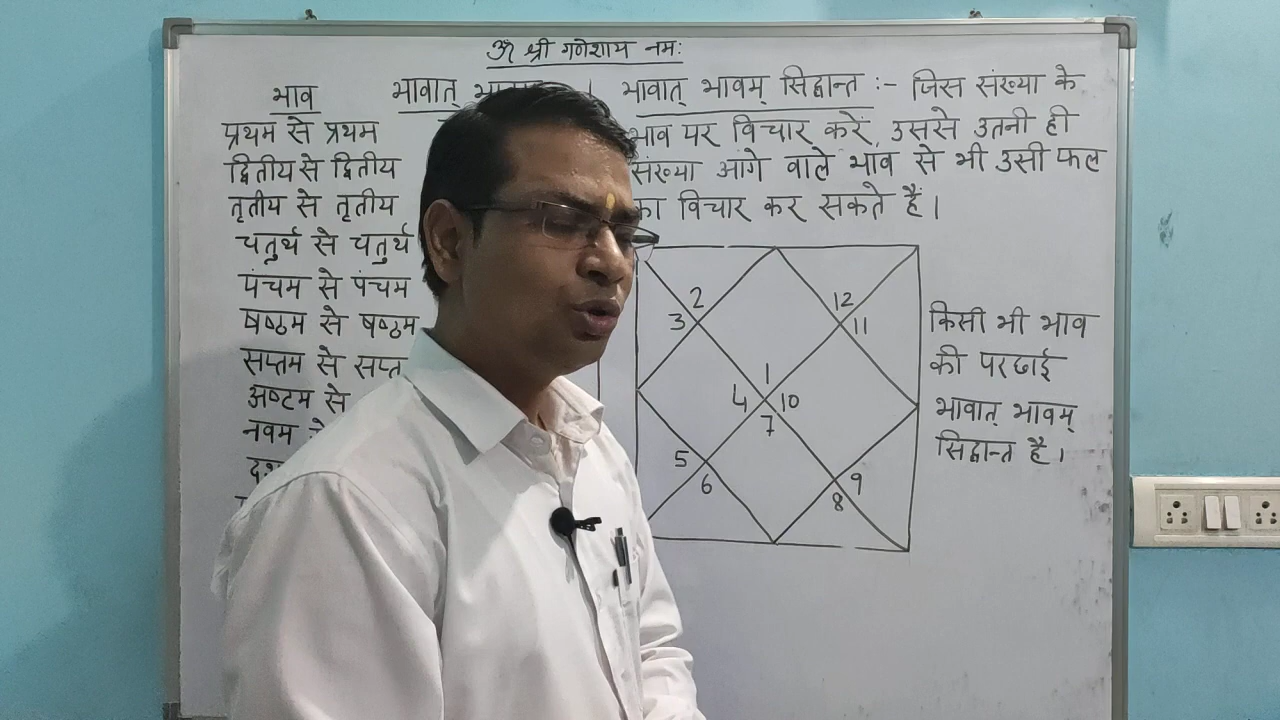 ॐ श्री गणेशाय नमः
भाव
प्रथम से प्रथम
द्वितीय से द्वितीय
तृतीय से तृतीय
चतुर्थ से चतुर्थ
पंचम से पंचम
षष्ठम से षष्ठम
सप्तम से
अष्टम से
नवम
भावात्
भावात् भावम् सिद्वान्त :- जिस संख्या के
भाव पर विचार करें, उससे उतनी ही
संख्या आगे वाले भाव से भी उसी फल
का विचार कर सकते हैं।
2 12
3 11
1
4 10
7
5 9
6 8
किसी भी भाव
की परछाई
भावात् भावम्
सिद्वान्त है।